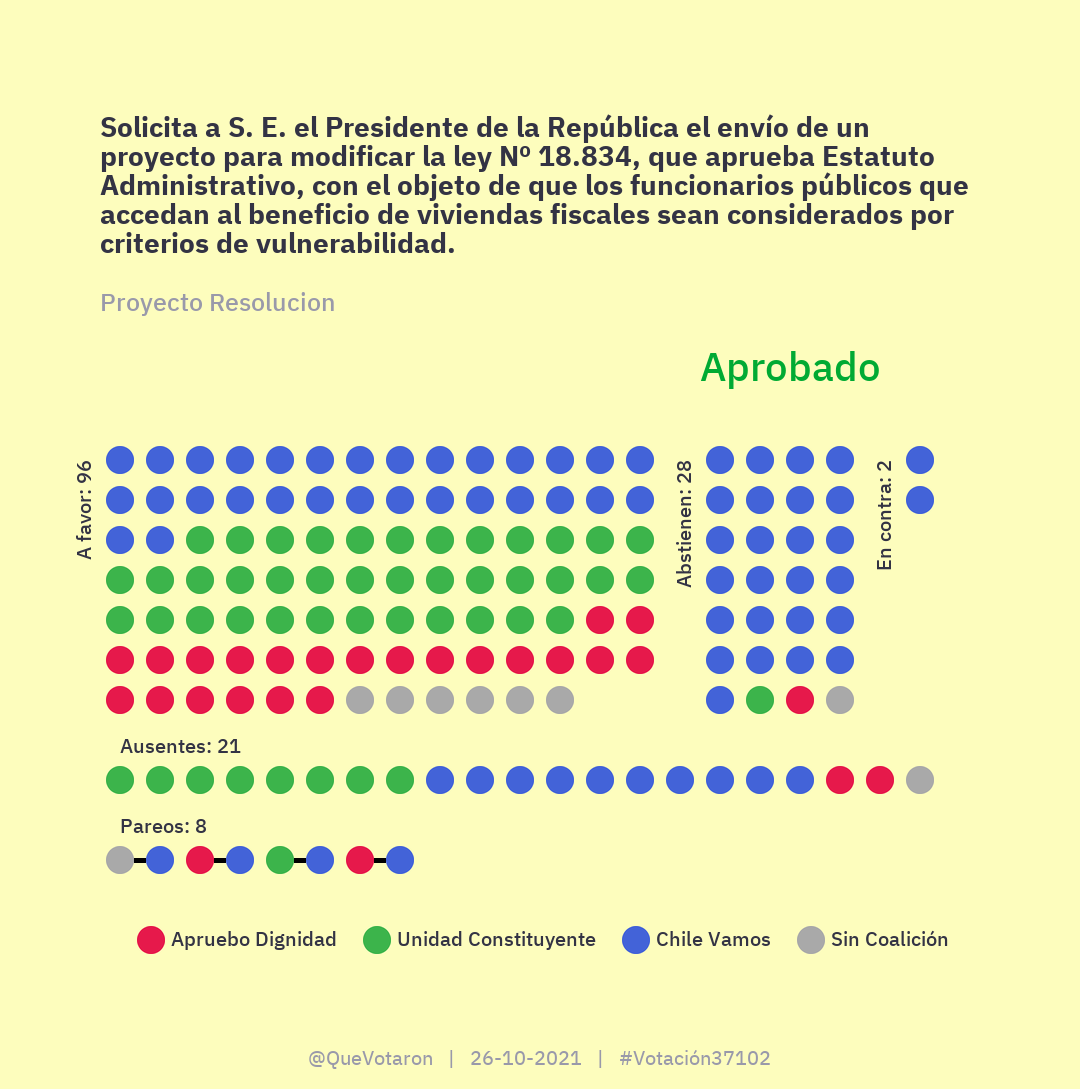 Solicita a S. E. el Presidente de la República el envío de un
proyecto para modificar la ley Nº 18.834, que aprueba Estatuto
Administrativo, con el objeto de que los funcionarios públicos que
accedan al beneficio de viviendas fiscales sean considerados por
criterios de vulnerabilidad.
Proyecto Resolucion
Aprobado
A favor: 96
Abstienen: 28
En contra: 2
Ausentes: 21
Pareos: 8
Apruebo Dignidad
Unidad Constituyente
Chile Vamos
Sin Coalición
@QueVotaron | 26-10-2021 | #Votación37102